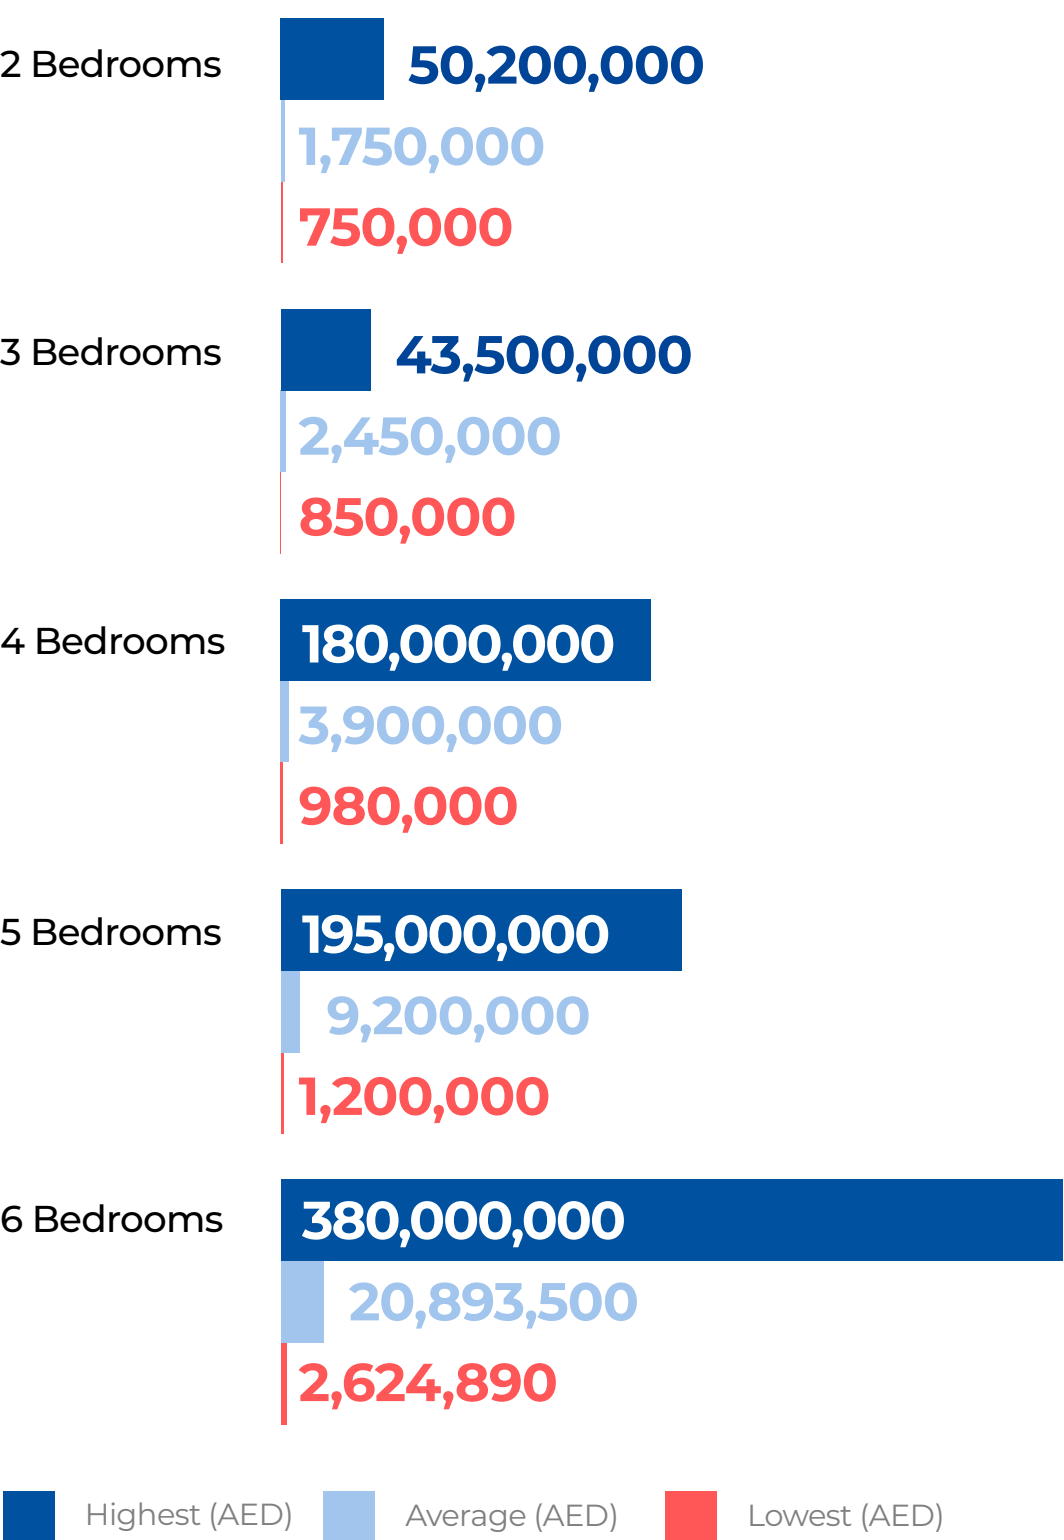 2 Bedrooms
50,200,000
1,750,000
750,000
3 Bedrooms
43,500,000
2,450,000
850,000
4 Bedrooms
180,000,000
3,900,000
980,000
5 Bedrooms
195,000,000
9,200,000
1,200,000
6 Bedrooms
380,000,000
20,893,500
2,624,890
Highest (AED)
Average (AED)
Lowest (AED)